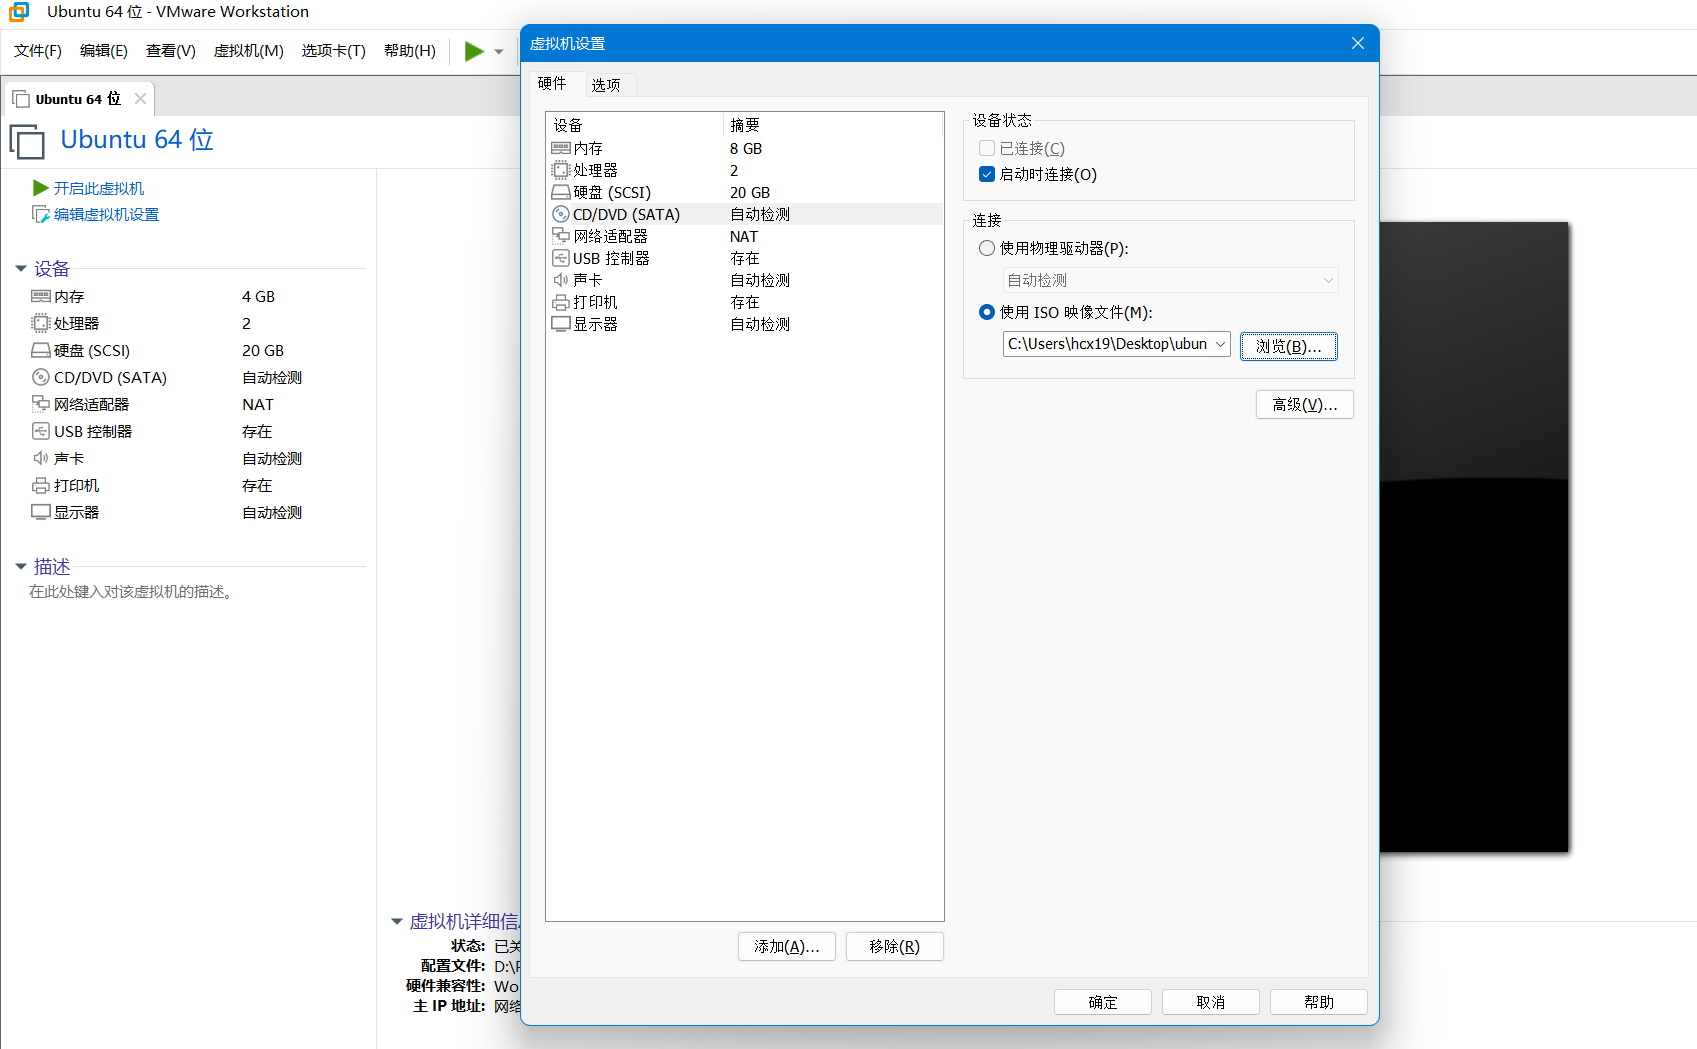 Ubuntu 64 位 - VMware Workstation
文件(F) 编辑(E) 查看(V) 虚拟机(M) 选项卡(T) 帮助(H)
Ubuntu 64 位
Ubuntu 64 位
开启此虚拟机
编辑虚拟机设置
设备
内存 4 GB
处理器 2
硬盘 (SCSI) 20 GB
CD/DVD (SATA) 自动检测
网络适配器 NAT
USB 控制器 存在
声卡 自动检测
打印机 存在
显示器 自动检测
描述
在此处键入对该虚拟机的描述。
虚拟机详细信
状态: 已关
配置文件: D:\
硬件兼容性: Wo
主 IP 地址: 网络
虚拟机设置
硬件 选项
设备 摘要
内存 8 GB
处理器 2
硬盘 (SCSI) 20 GB
CD/DVD (SATA) 自动检测
网络适配器 NAT
USB 控制器 存在
声卡 自动检测
打印机 存在
显示器 自动检测
添加(A)... 移除(R)
设备状态
已连接(C)
启动时连接(O)
连接
使用物理驱动器(P):
自动检测
使用 ISO 映像文件(M):
C:\Users\hcx19\Desktop\ubun 浏览(B)...
高级(V)...
确定 取消 帮助